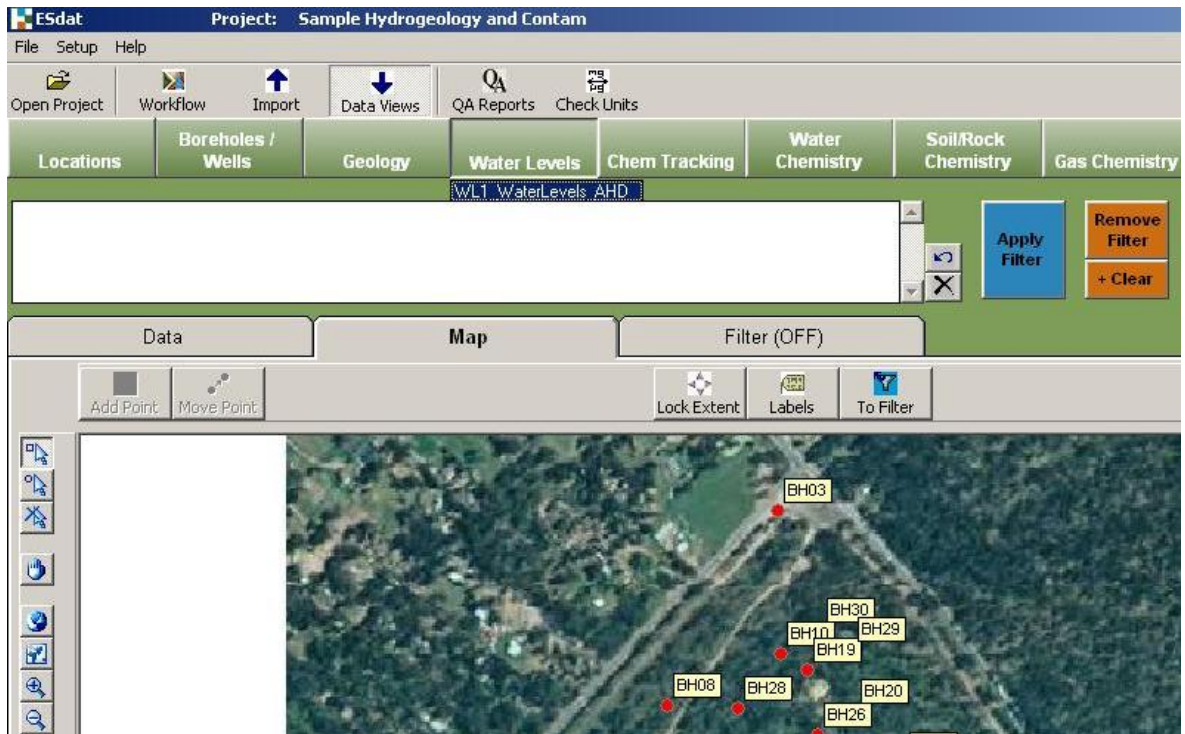 ESdat Project: Sample Hydrogeology and Contam
File Setup Help
QA
mg
µg
Open Project Workflow Import Data Views QA Reports Check Units
Locations
Boreholes /
Wells
Geology
Water Levels
Chem Tracking
Water
Chemistry
Soil/Rock
Chemistry
Gas Chemistry
WL1_WaterLevels_AHD
Apply
Filter
Remove
Filter
+ Clear
Data Map Filter (OFF)
Add Point Move Point Lock Extent Labels To Filter
BH03
BH30
BH10 BH29
BH19
BH08 BH28 BH20
BH26